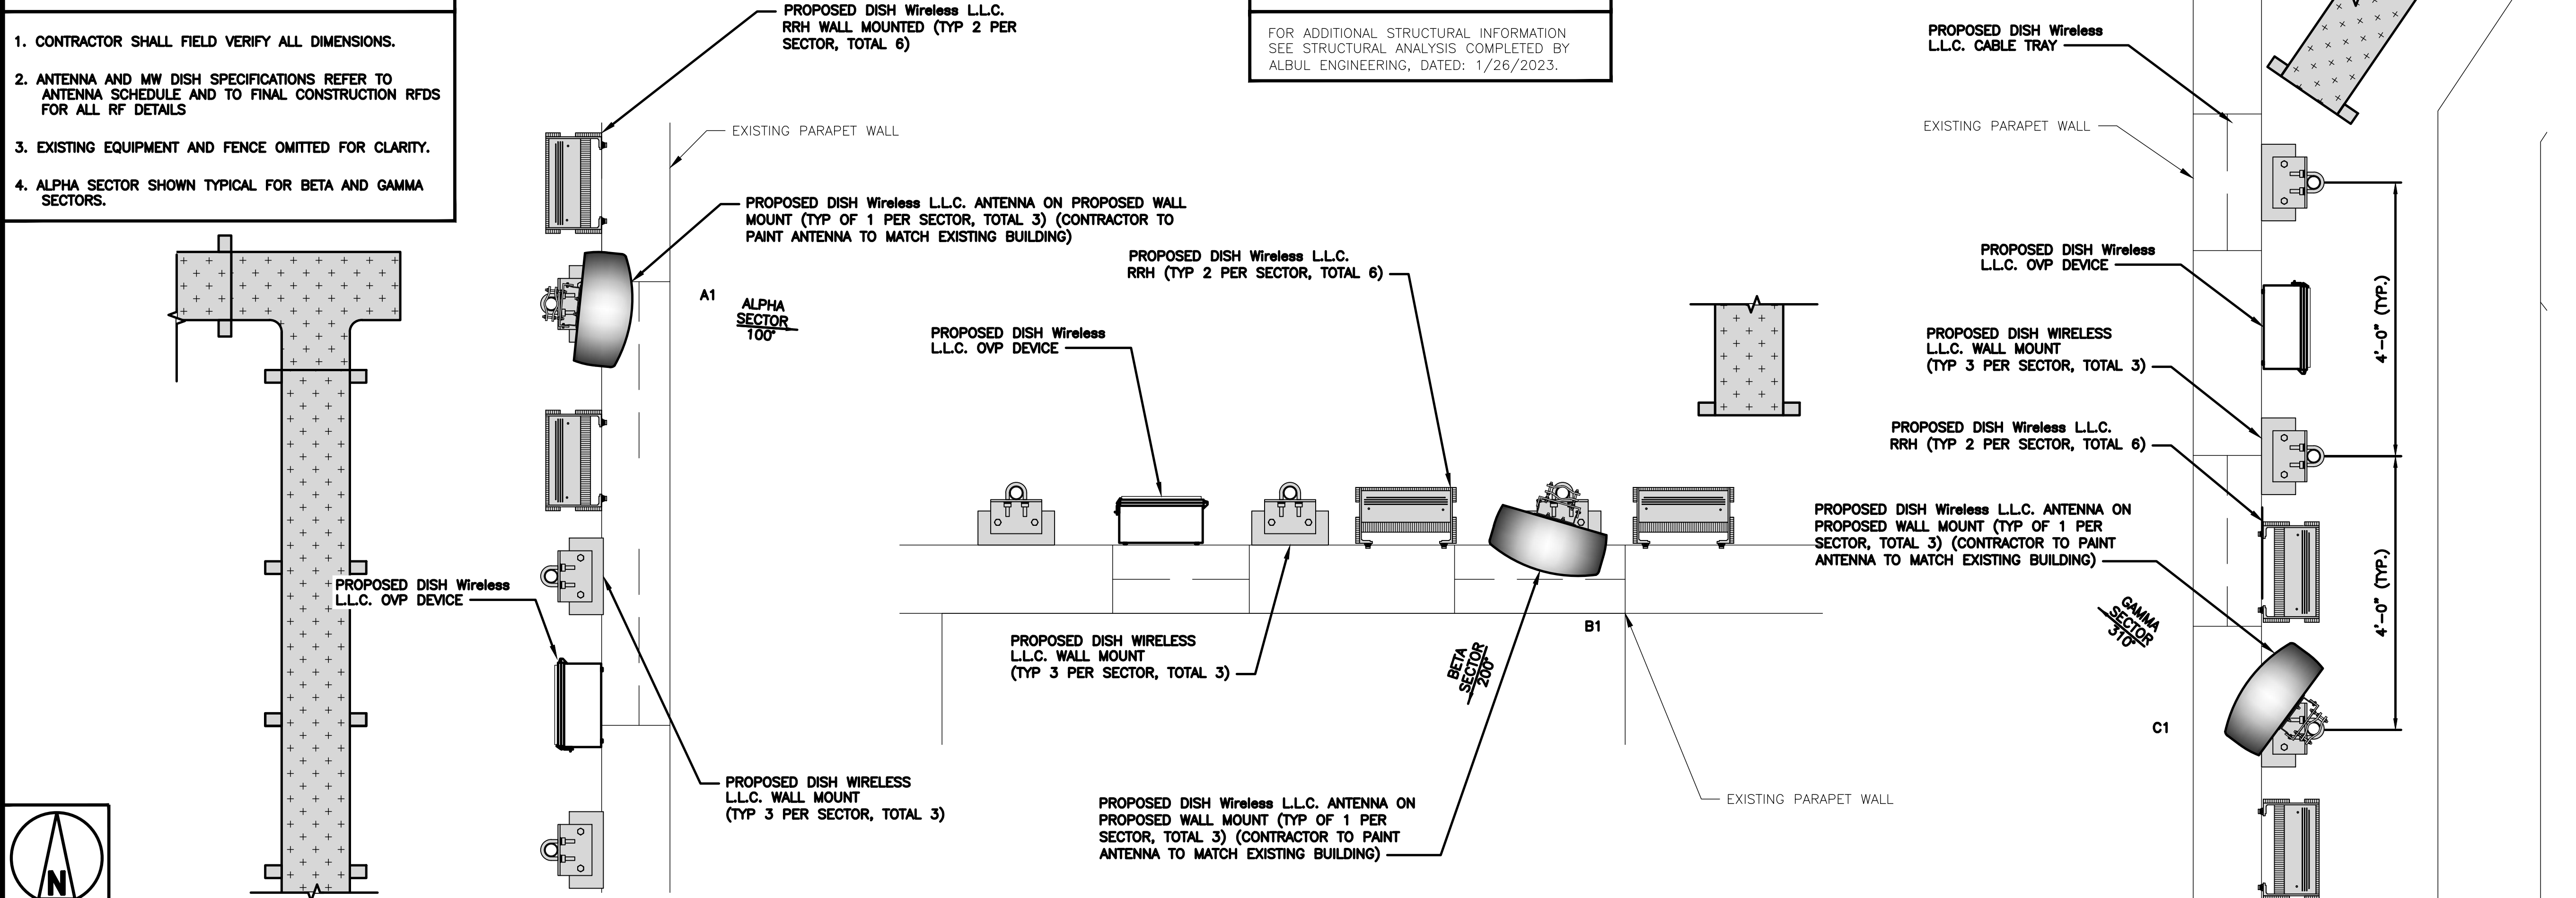 1. CONTRACTOR SHALL FIELD VERIFY ALL DIMENSIONS.
2. ANTENNA AND MW DISH SPECIFICATIONS REFER TO
ANTENNA SCHEDULE AND TO FINAL CONSTRUCTION RFDS
FOR ALL RF DETAILS
3. EXISTING EQUIPMENT AND FENCE OMITTED FOR CLARITY.
4. ALPHA SECTOR SHOWN TYPICAL FOR BETA AND GAMMA
SECTORS.
PROPOSED DISH Wireless L.L.C.
RRH WALL MOUNTED (TYP 2 PER
SECTOR, TOTAL 6)
EXISTING PARAPET WALL
PROPOSED DISH Wireless L.L.C. ANTENNA ON PROPOSED WALL
MOUNT (TYP OF 1 PER SECTOR, TOTAL 3) (CONTRACTOR TO
PAINT ANTENNA TO MATCH EXISTING BUILDING)
A1
ALPHA
SECTOR
100°
PROPOSED DISH Wireless
L.L.C. OVP DEVICE
PROPOSED DISH WIRELESS
L.L.C. WALL MOUNT
(TYP 3 PER SECTOR, TOTAL 3)
N
FOR ADDITIONAL STRUCTURAL INFORMATION
SEE STRUCTURAL ANALYSIS COMPLETED BY
ALBUL ENGINEERING, DATED: 1/26/2023.
PROPOSED DISH Wireless L.L.C.
RRH (TYP 2 PER SECTOR, TOTAL 6)
PROPOSED DISH Wireless
L.L.C. OVP DEVICE
PROPOSED DISH WIRELESS
L.L.C. WALL MOUNT
(TYP 3 PER SECTOR, TOTAL 3)
B1
BETA
SECTOR
200°
PROPOSED DISH Wireless L.L.C. ANTENNA ON
PROPOSED WALL MOUNT (TYP OF 1 PER
SECTOR, TOTAL 3) (CONTRACTOR TO PAINT
ANTENNA TO MATCH EXISTING BUILDING)
EXISTING PARAPET WALL
PROPOSED DISH Wireless
L.L.C. CABLE TRAY
EXISTING PARAPET WALL
PROPOSED DISH Wireless
L.L.C. OVP DEVICE
PROPOSED DISH WIRELESS
L.L.C. WALL MOUNT
(TYP 3 PER SECTOR, TOTAL 3)
PROPOSED DISH Wireless L.L.C.
RRH (TYP 2 PER SECTOR, TOTAL 6)
PROPOSED DISH Wireless L.L.C. ANTENNA ON
PROPOSED WALL MOUNT (TYP OF 1 PER
SECTOR, TOTAL 3) (CONTRACTOR TO PAINT
ANTENNA TO MATCH EXISTING BUILDING)
GAMMA
SECTOR
310°
C1
4'-0" (TYP.)
4'-0" (TYP.)